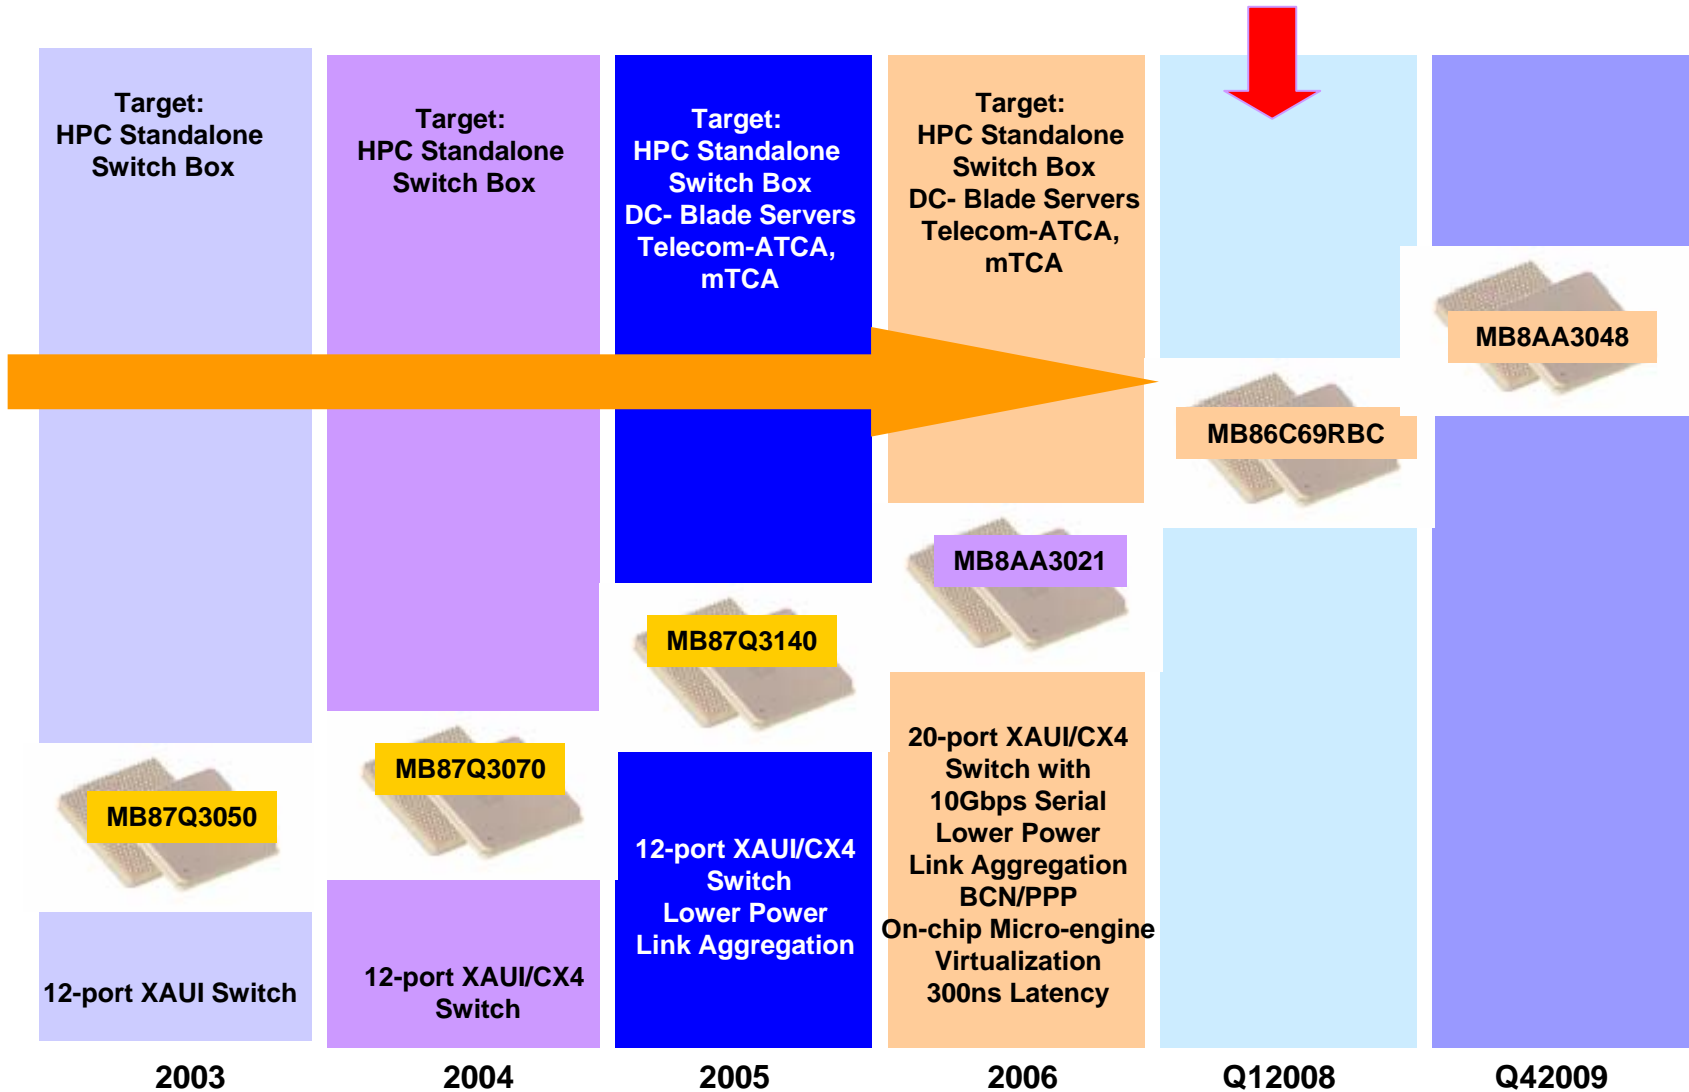 Target:
HPC Standalone
Switch Box
MB87Q3050
12-port XAUI Switch
2003
Target:
HPC Standalone
Switch Box
MB87Q3070
12-port XAUI/CX4
Switch
2004
Target:
HPC Standalone
Switch Box
DC- Blade Servers
Telecom-ATCA,
mTCA
MB87Q3140
12-port XAUI/CX4
Switch
Lower Power
Link Aggregation
2005
Target:
HPC Standalone
Switch Box
DC- Blade Servers
Telecom-ATCA,
mTCA
MB8AA3021
20-port XAUI/CX4
Switch with
10Gbps Serial
Lower Power
Link Aggregation
BCN/PPP
On-chip Micro-engine
Virtualization
300ns Latency
2006
MB86C69RBC
Q12008
MB8AA3048
Q42009